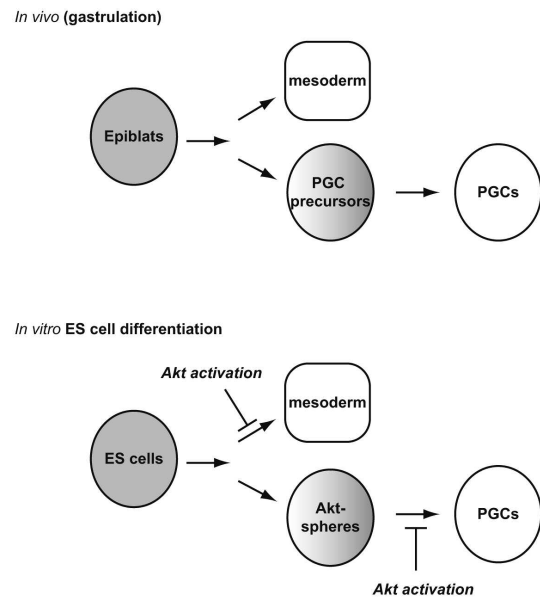 In vivo (gastrulation)
mesoderm
Epiblats
PGC
precursors
PGCs
In vitro ES cell differentiation
Akt activation
mesoderm
ES cells
Akt-
spheres
PGCs
Akt activation